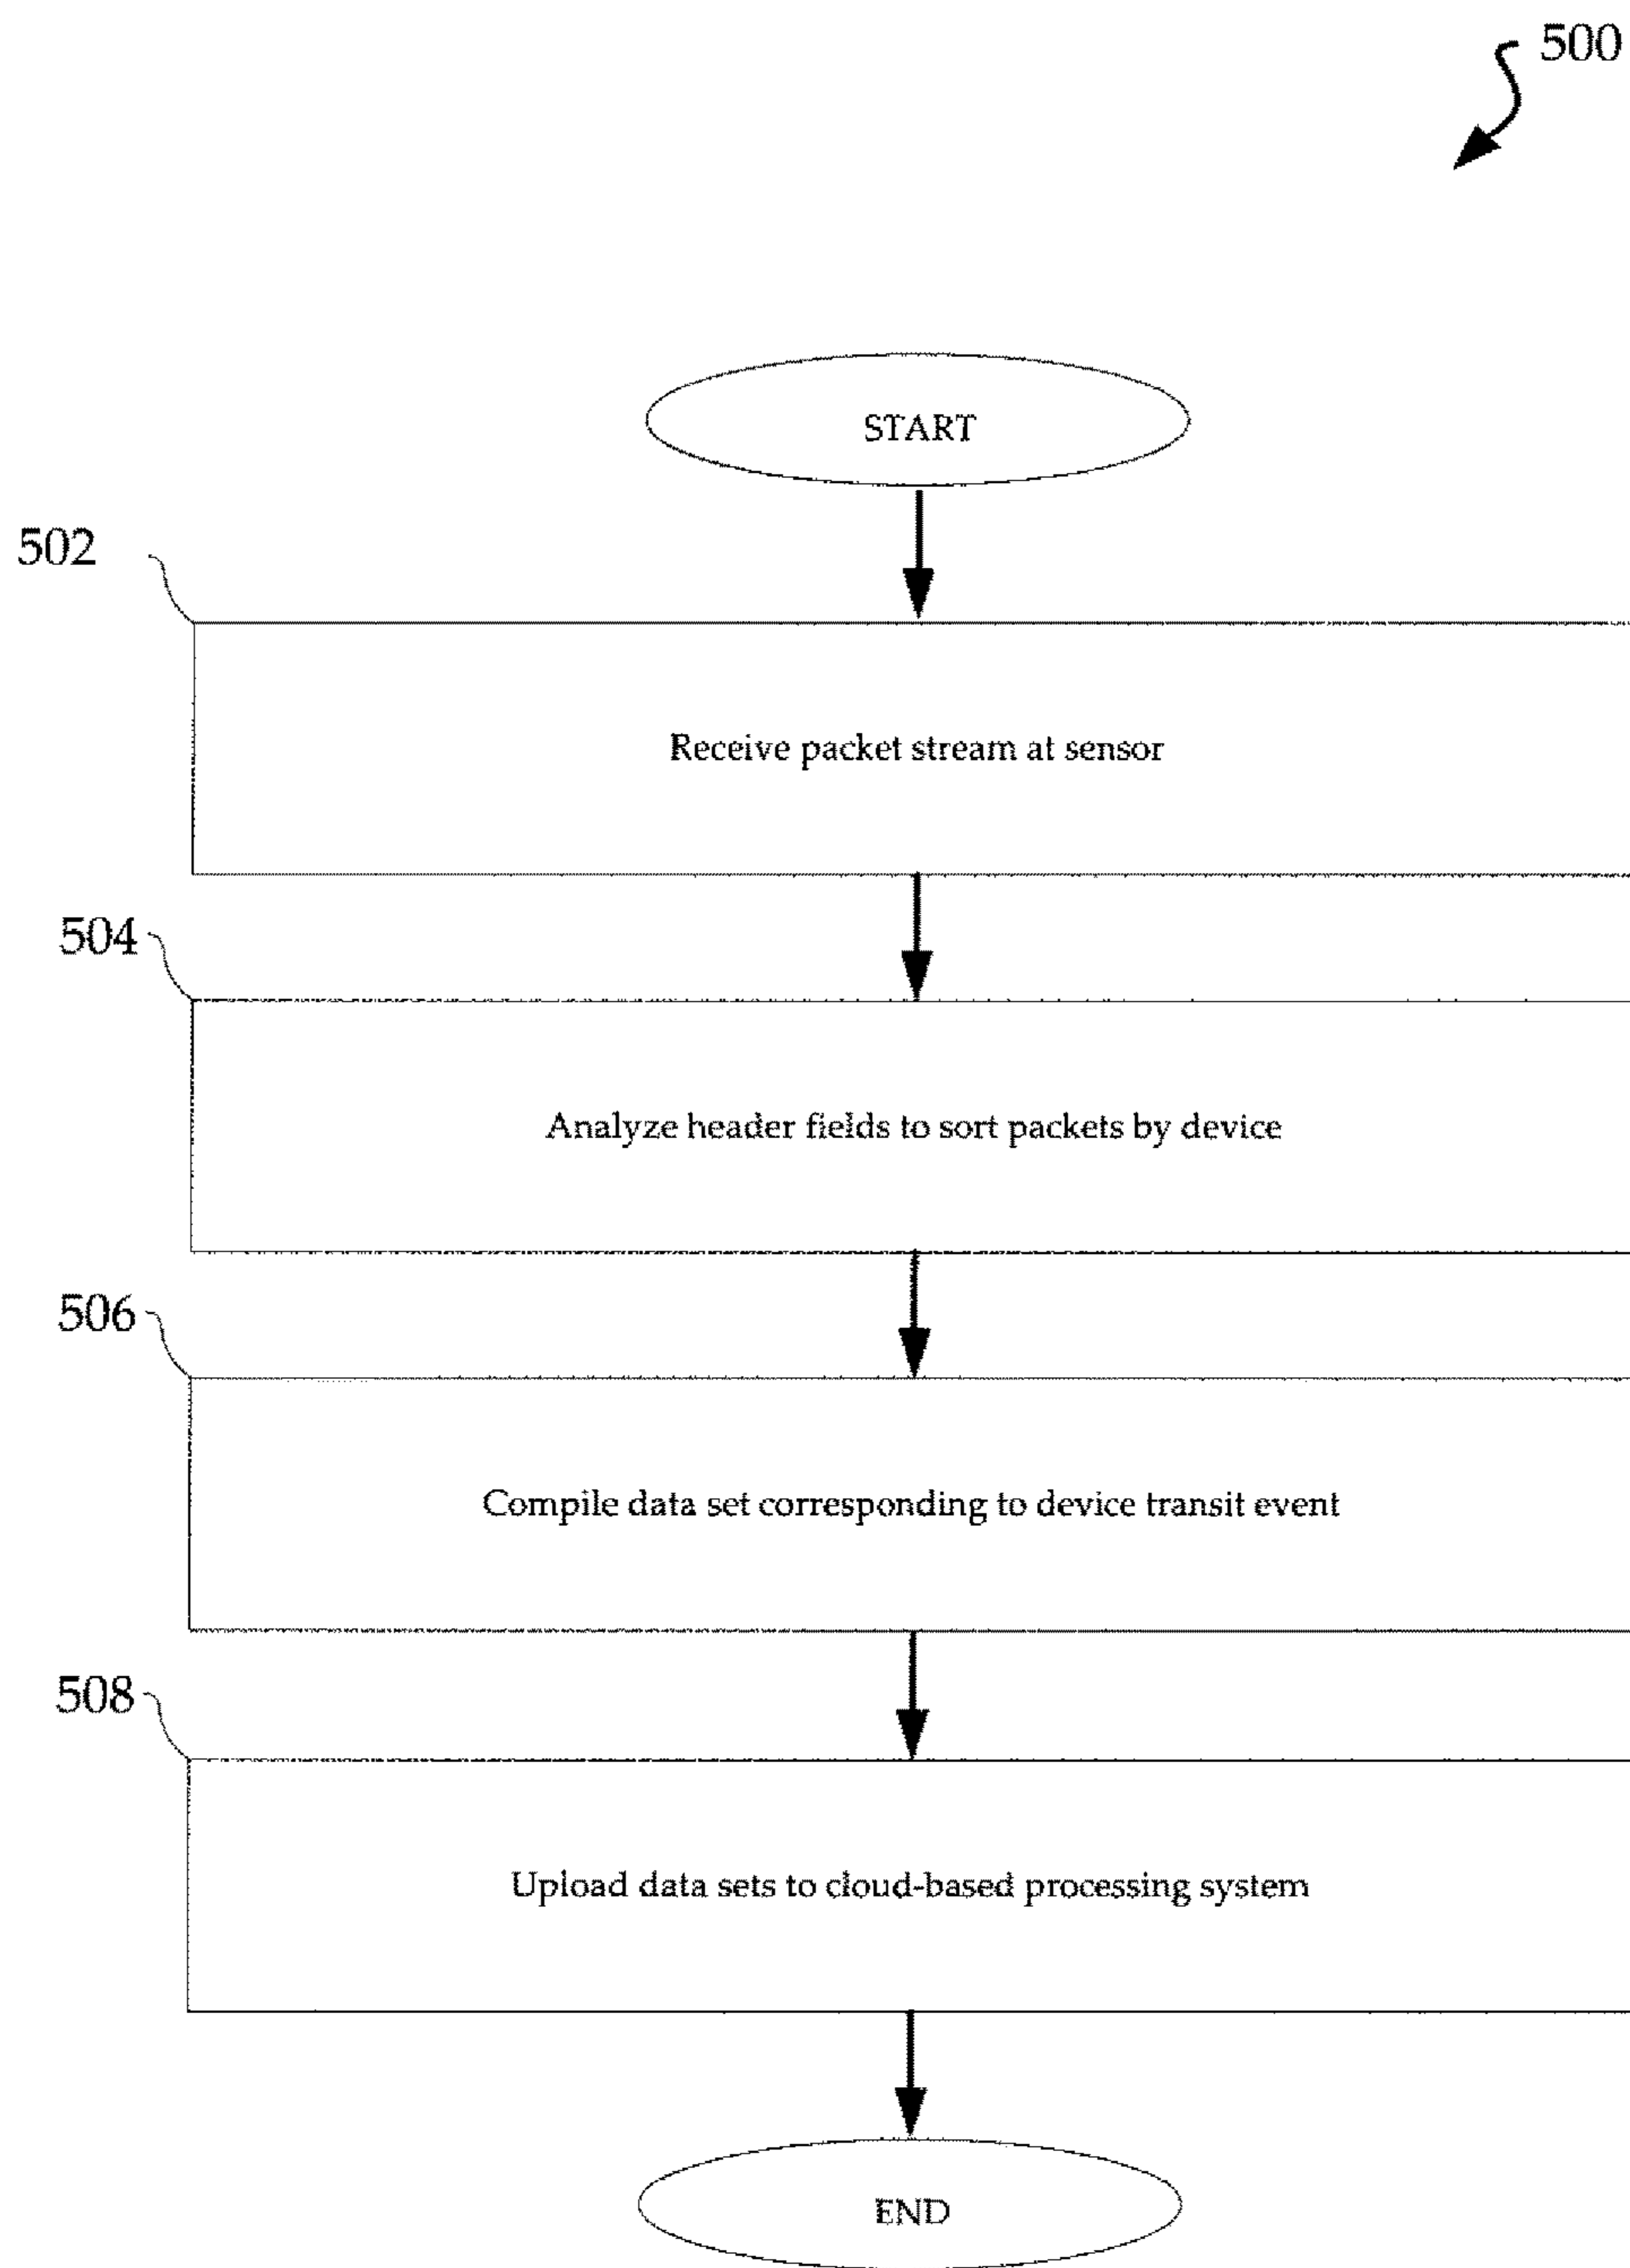 500
START
502
Receive packet stream at sensor
504
Analyze header fields to sort packets by device
506
Compile data set corresponding to device transit event
508
Upload data sets to cloud-based processing system
END